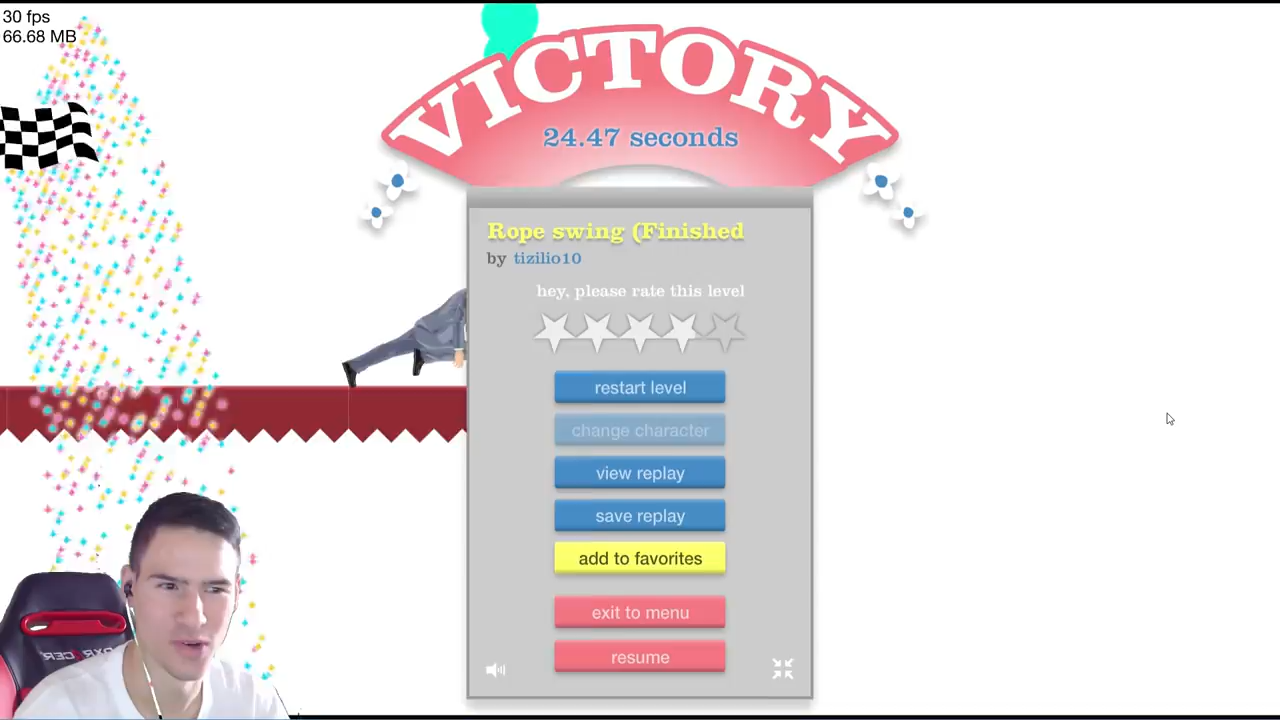 30 fps
66.68 MB
VICTORY
24.47 seconds
Rope swing (Finished
by tizilio10
hey, please rate this level
restart level
change character
view replay
save replay
add to favorites
exit to menu
resume